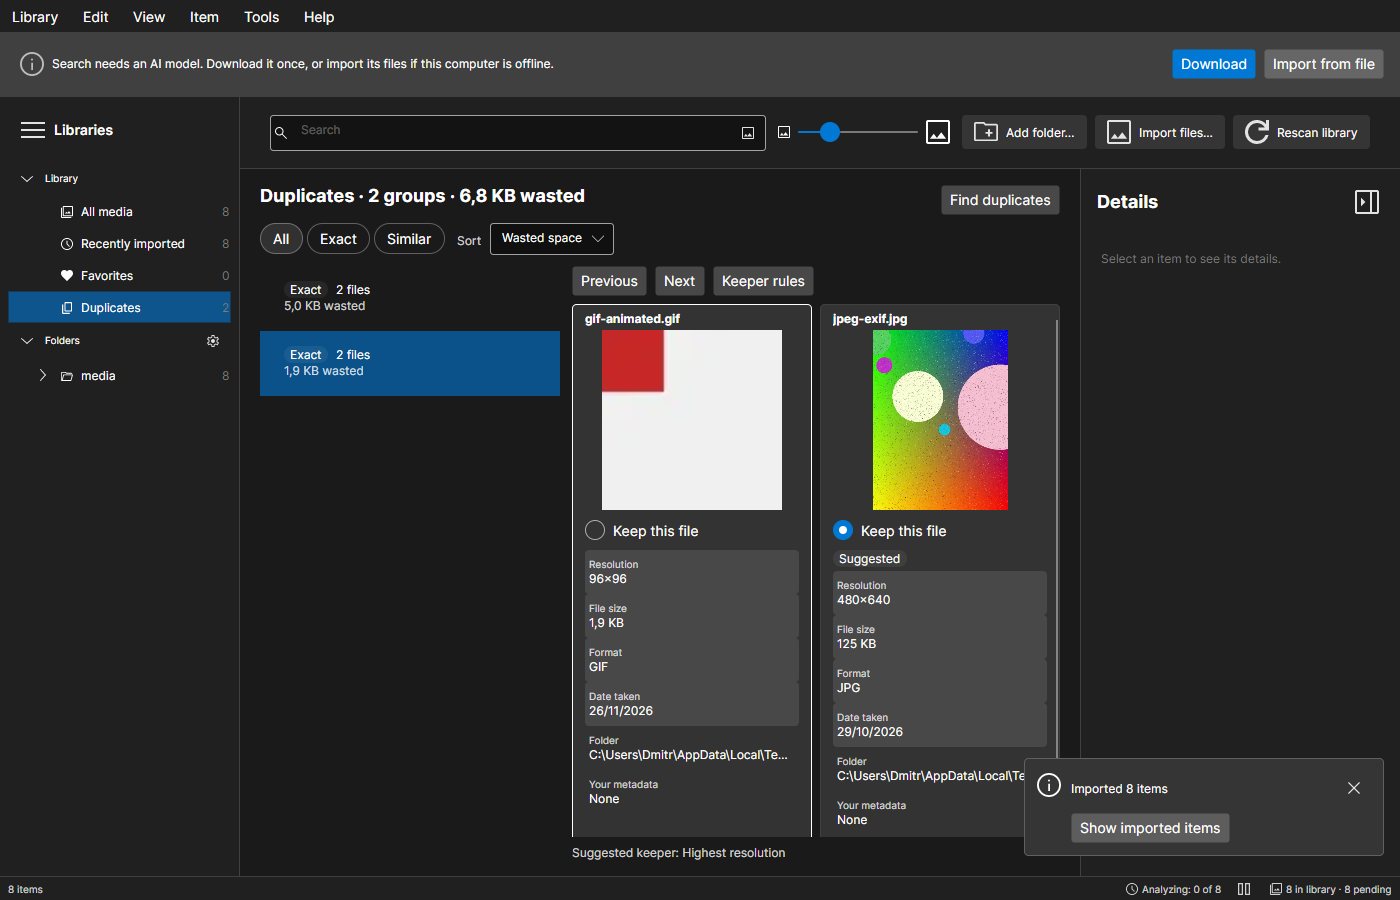 Library Edit View Item Tools Help
Search needs an AI model. Download it once, or import its files if this computer is offline.
Download
Import from file
Libraries
Search
Add folder...
Import files...
Rescan library
Library
All media 8
Recently imported 8
Favorites 0
Duplicates 2
Folders
media 8
Duplicates · 2 groups · 6,8 KB wasted
Find duplicates
All
Exact
Similar
Sort
Wasted space
Exact 2 files
5,0 KB wasted
Exact 2 files
1,9 KB wasted
Previous
Next
Keeper rules
gif-animated.gif
Keep this file
Resolution
96×96
File size
1,9 KB
Format
GIF
Date taken
26/11/2026
Folder
C:\Users\Dmitr\AppData\Local\Te...
Your metadata
None
jpeg-exif.jpg
Keep this file
Suggested
Resolution
480×640
File size
125 KB
Format
JPG
Date taken
29/10/2026
Folder
C:\Users\Dmitr\AppData\Local\Te
Your metadata
None
Suggested keeper: Highest resolution
Details
Select an item to see its details.
Imported 8 items
Show imported items
8 items
Analyzing: 0 of 8
8 in library · 8 pending